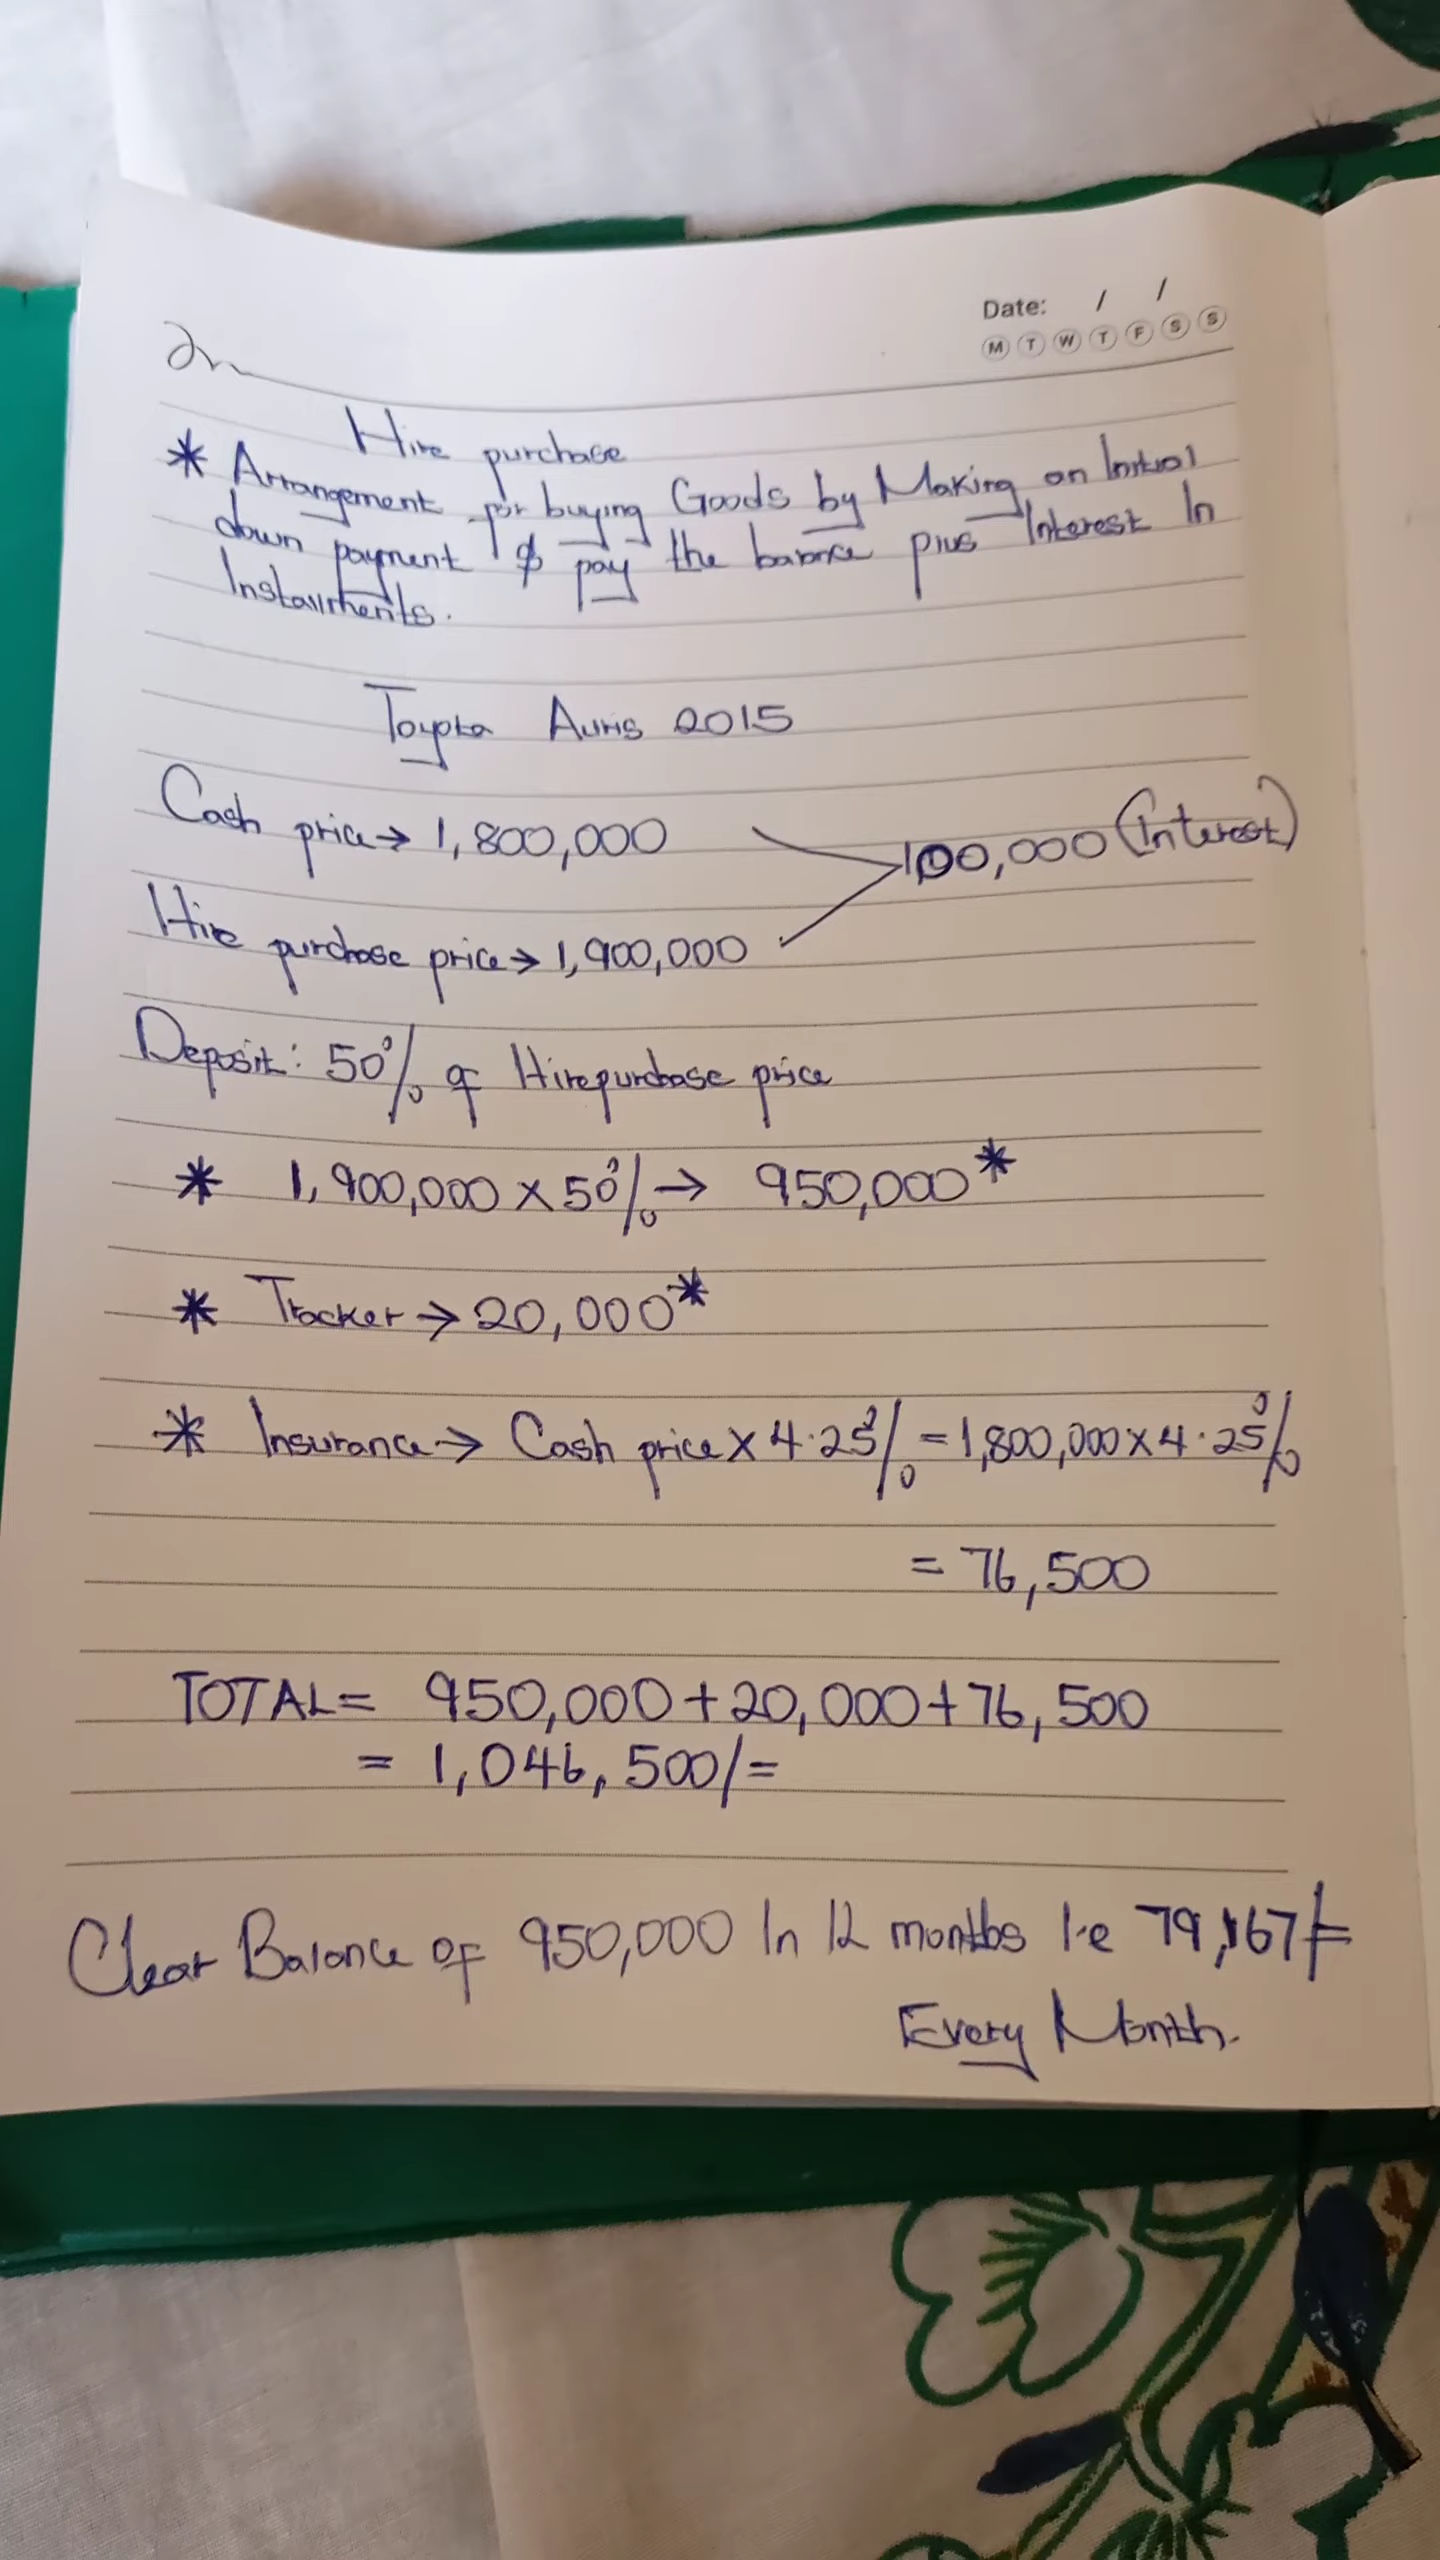 Date: / /
M T W T F S S
Hire purchase
* Arrangement for buying Goods by Making an Initial
down payment & pay the balance plus Interest In
Installments.
Toyota Auris 2015
Cash price → 1,800,000
100,000 (Interest)
Hire purchase price → 1,900,000
Deposit: 50% of Hirepurchase price
* 1,900,000 x 50% → 950,000*
* Tracker → 20,000*
* Insurance → Cash price x 4.25% = 1,800,000 x 4.25%
= 76,500
TOTAL = 950,000 + 20,000 + 76,500
= 1,046,500/=
Clear Balance of 950,000 In 12 months I.e 79,167/=
Every Month.